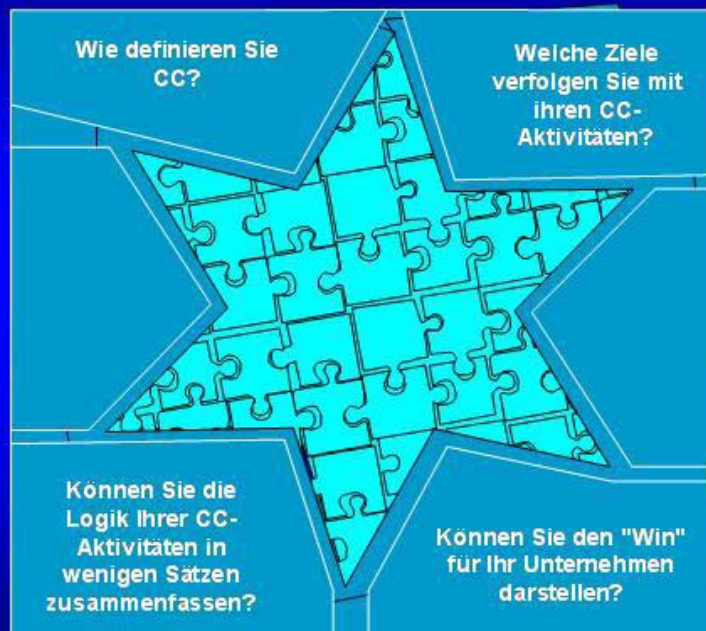 Wie definieren Sie
CC?
Welche Ziele
verfolgen Sie mit
ihren CC-
Aktivitäten?
Können Sie die
Logik Ihrer CC-
Aktivitäten in
wenigen Sätzen
zusammenfassen?
Können Sie den "Win"
für Ihr Unternehmen
darstellen?